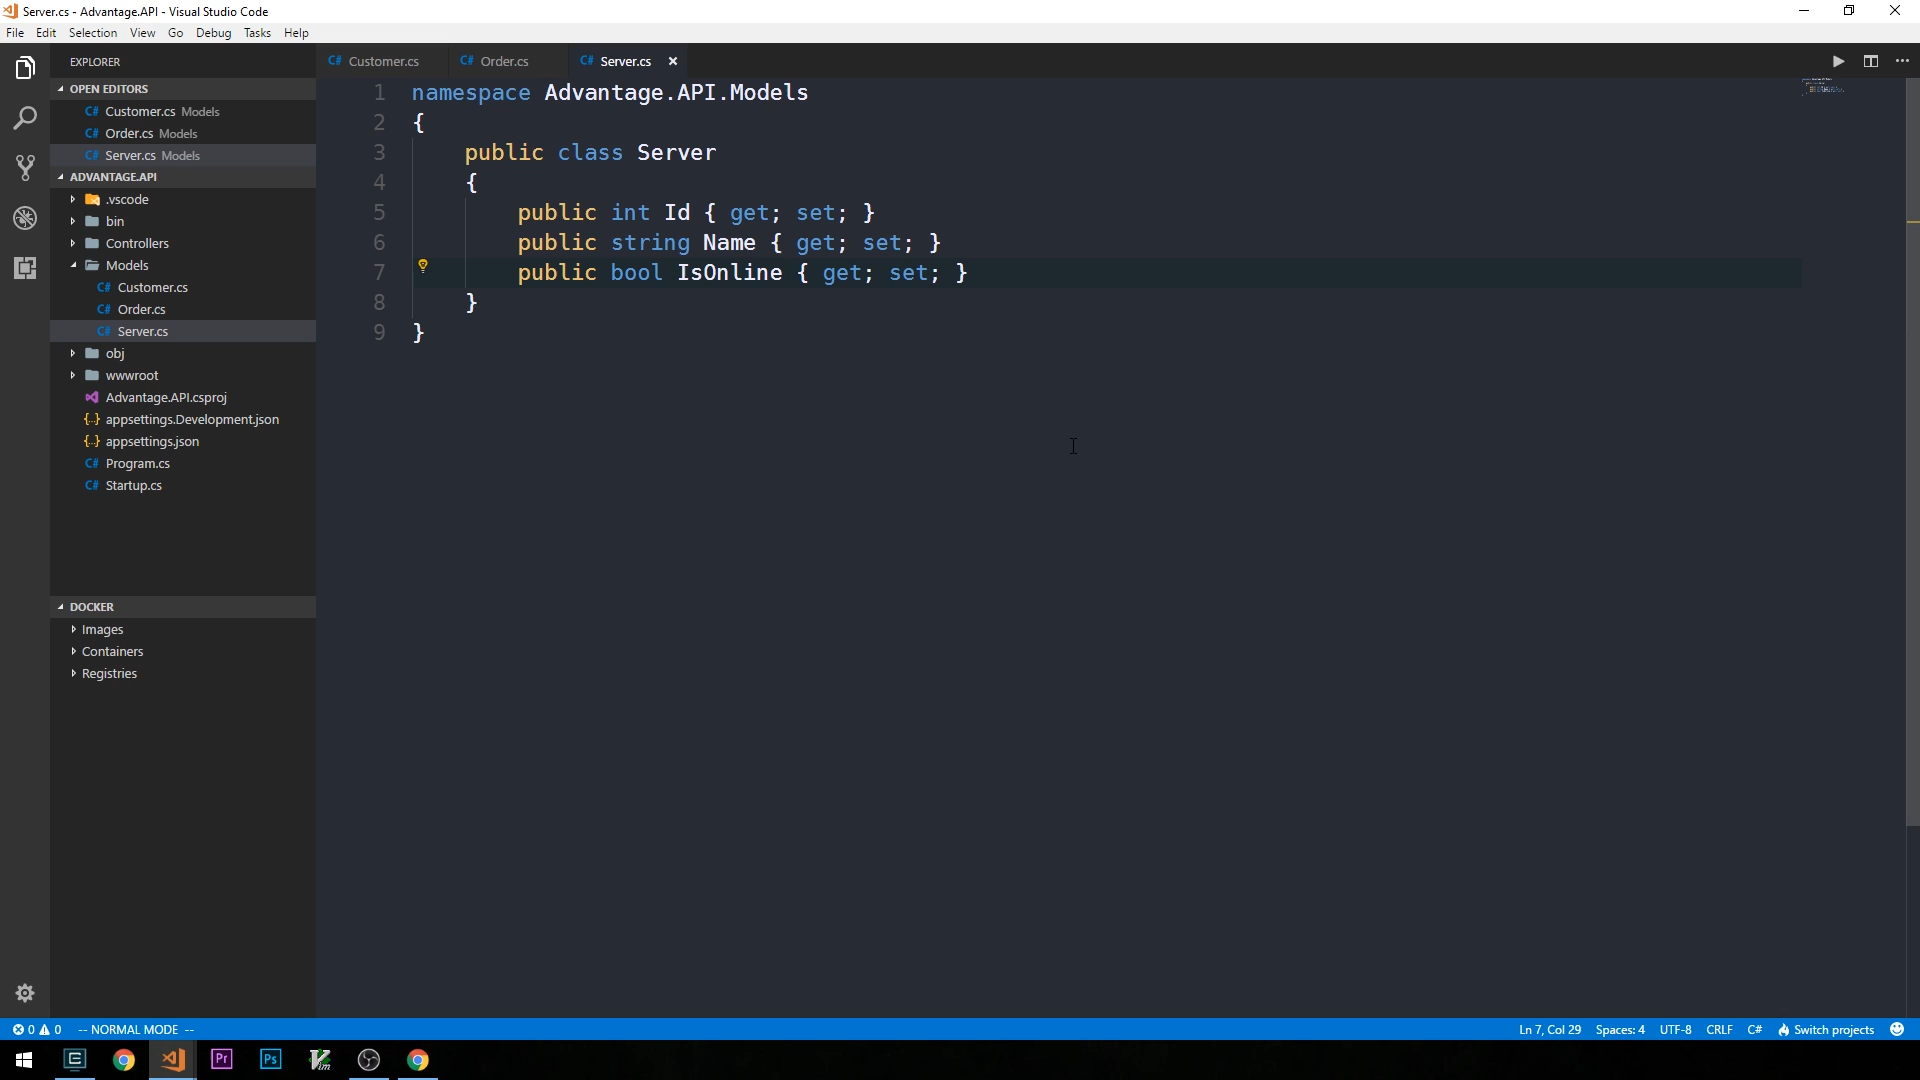 Server.cs - Advantage.API - Visual Studio Code
File Edit Selection View Go Debug Tasks Help
EXPLORER
OPEN EDITORS
C# Customer.cs Models
C# Order.cs Models
C# Server.cs Models
ADVANTAGE.API
.vscode
bin
Controllers
Models
C# Customer.cs
C# Order.cs
C# Server.cs
obj
wwwroot
Advantage.API.csproj
{..} appsettings.Development.json
{..} appsettings.json
C# Program.cs
C# Startup.cs
DOCKER
Images
Containers
Registries
C# Customer.cs C# Order.cs C# Server.cs
1 namespace Advantage.API.Models
2 {
3 public class Server
4 {
5 public int Id { get; set; }
6 public string Name { get; set; }
7 public bool IsOnline { get; set; }
8 }
9 }
0 0 -- NORMAL MODE -- Ln 7, Col 29 Spaces: 4 UTF-8 CRLF C# Switch projects
Pr Ps Vim